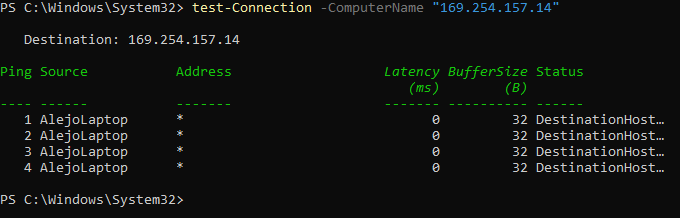 PS C:\Windows\System32> test-Connection -ComputerName "169.254.157.14"
Destination: 169.254.157.14
Ping Source Address Latency BufferSize Status
(ms) (B)
---- ------ ------- ------- ---------- ------
1 AlejoLaptop * 0 32 DestinationHost…
2 AlejoLaptop * 0 32 DestinationHost…
3 AlejoLaptop * 0 32 DestinationHost…
4 AlejoLaptop * 0 32 DestinationHost…
PS C:\Windows\System32>